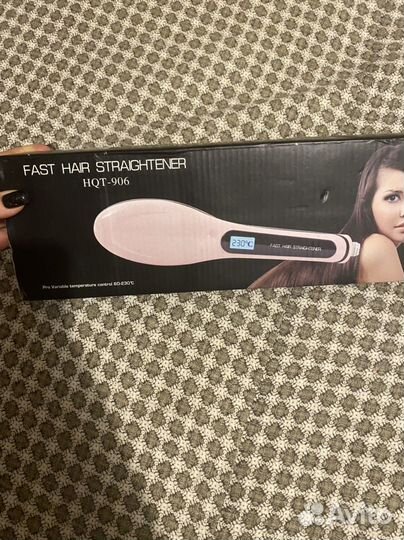 FAST HAIR STRAIGHTENER
HQT-906
230℃
FAST HAIR STRAIGHTENER
Pro Variable temperature control 60-230℃
Avito